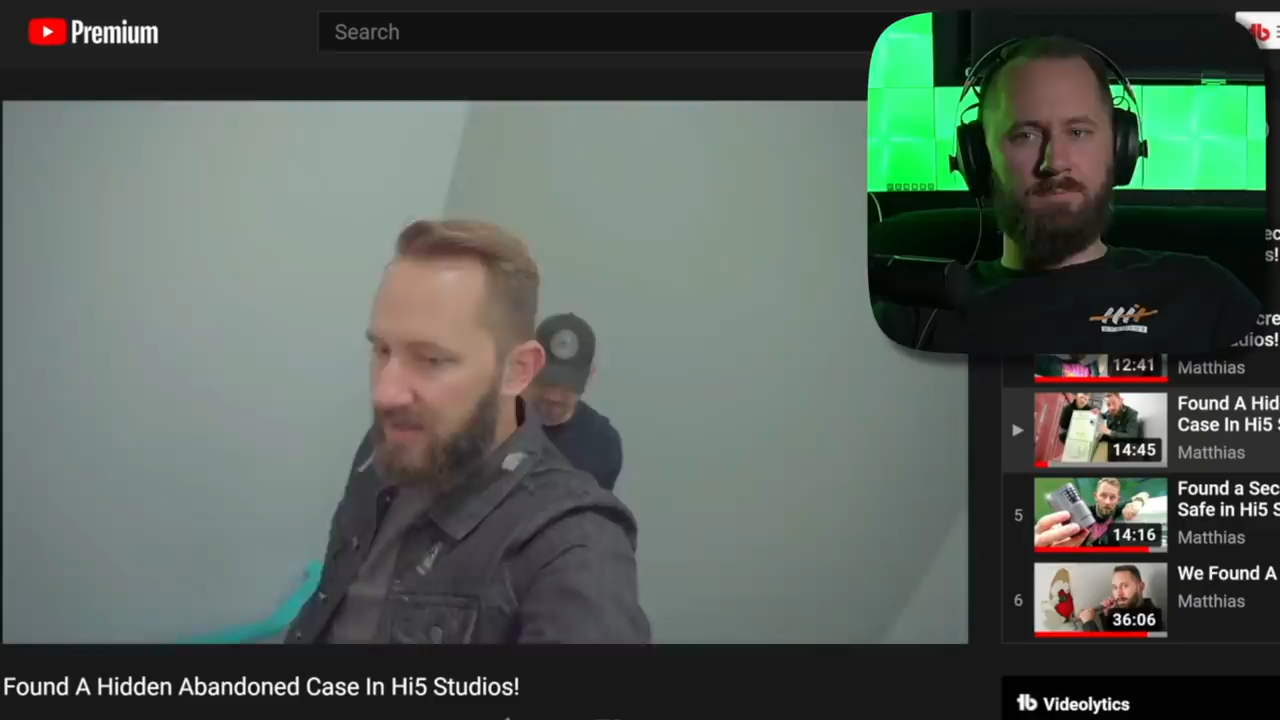 Premium
Search
12:41
Matthias
Found A Hid
Case In Hi5
14:45
Matthias
5
Found a Sec
Safe in Hi5 S
14:16
Matthias
6
We Found A
36:06
Matthias
Found A Hidden Abandoned Case In Hi5 Studios!
Videolytics